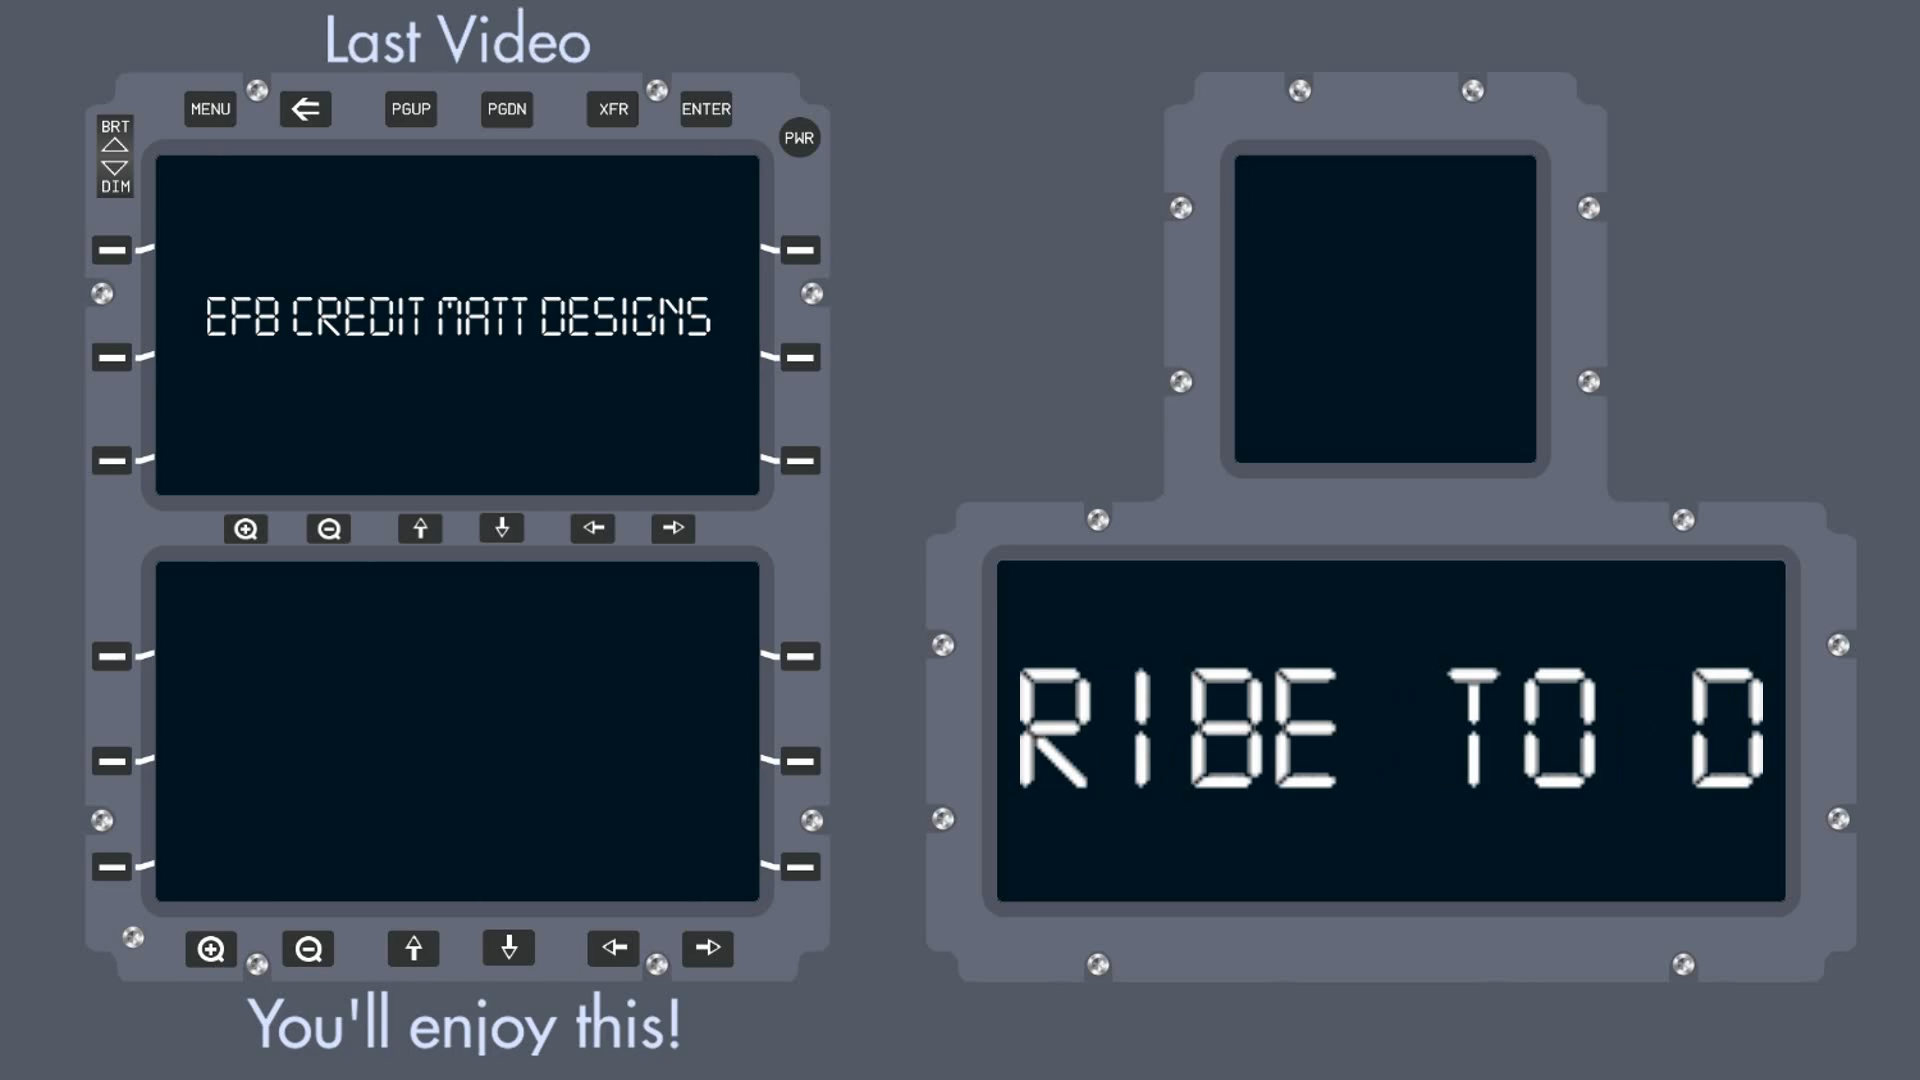 Last Video
MENU PGUP PGDN XFR ENTER
BRT
DIM
PWR
EFB CREDIT MATT DESIGNS
RIBE TO D
You'll enjoy this!